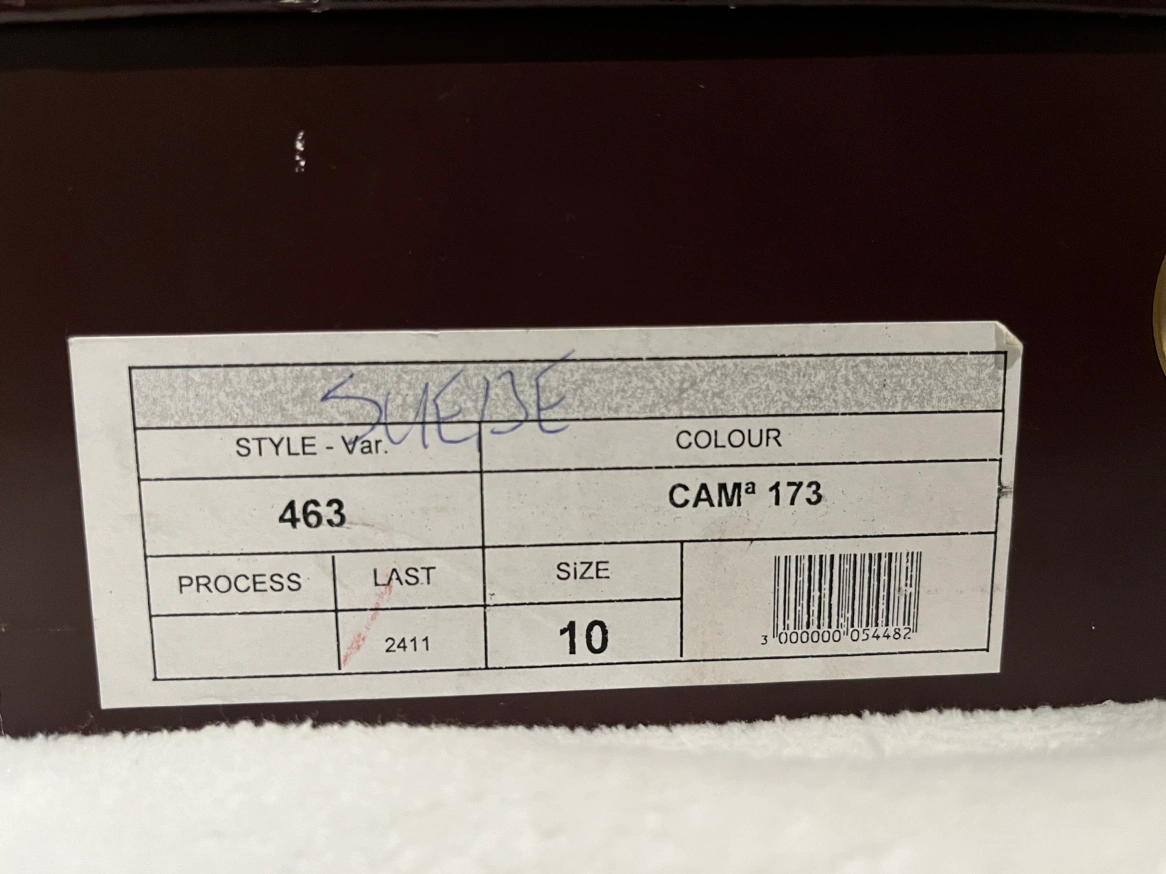 SUEDE
STYLE - Var.
COLOUR
463
CAMª 173
PROCESS
LAST
SiZE
2411
10
3 000000 054482